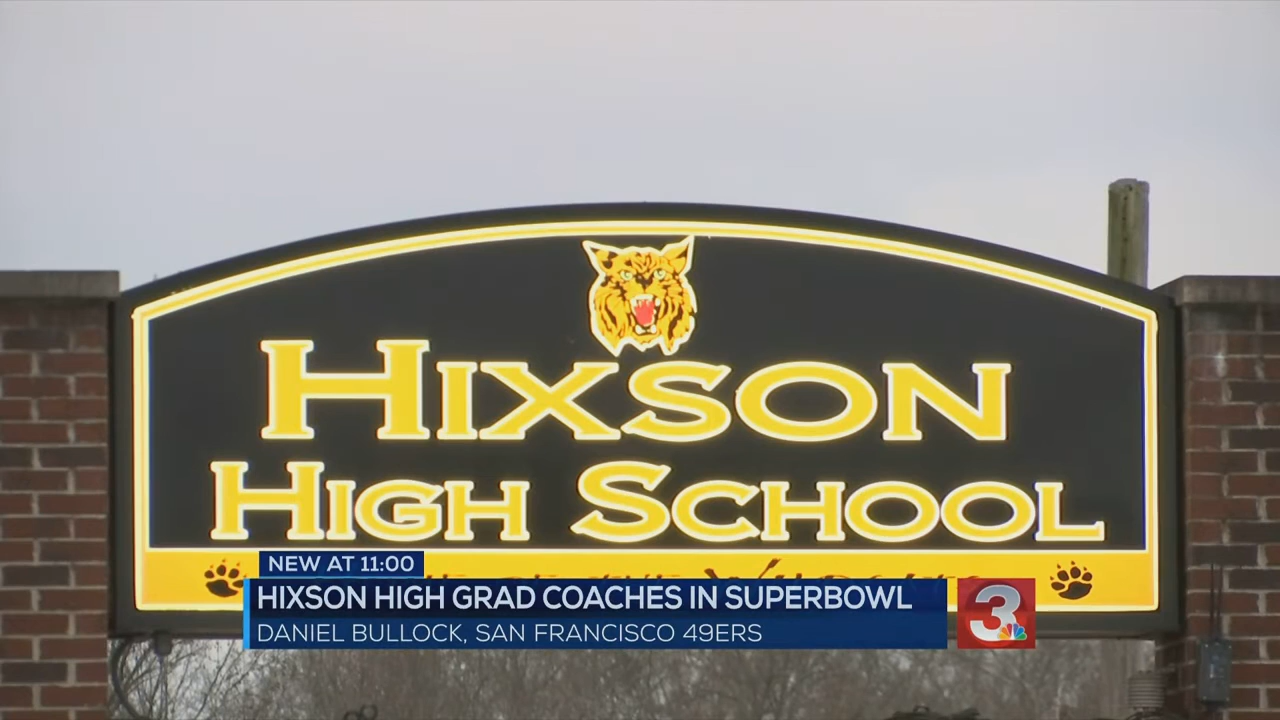 HIXSON
HIGH SCHOOL
NEW AT 11:00
HIXSON HIGH GRAD COACHES IN SUPERBOWL
DANIEL BULLOCK, SAN FRANCISCO 49ERS
3